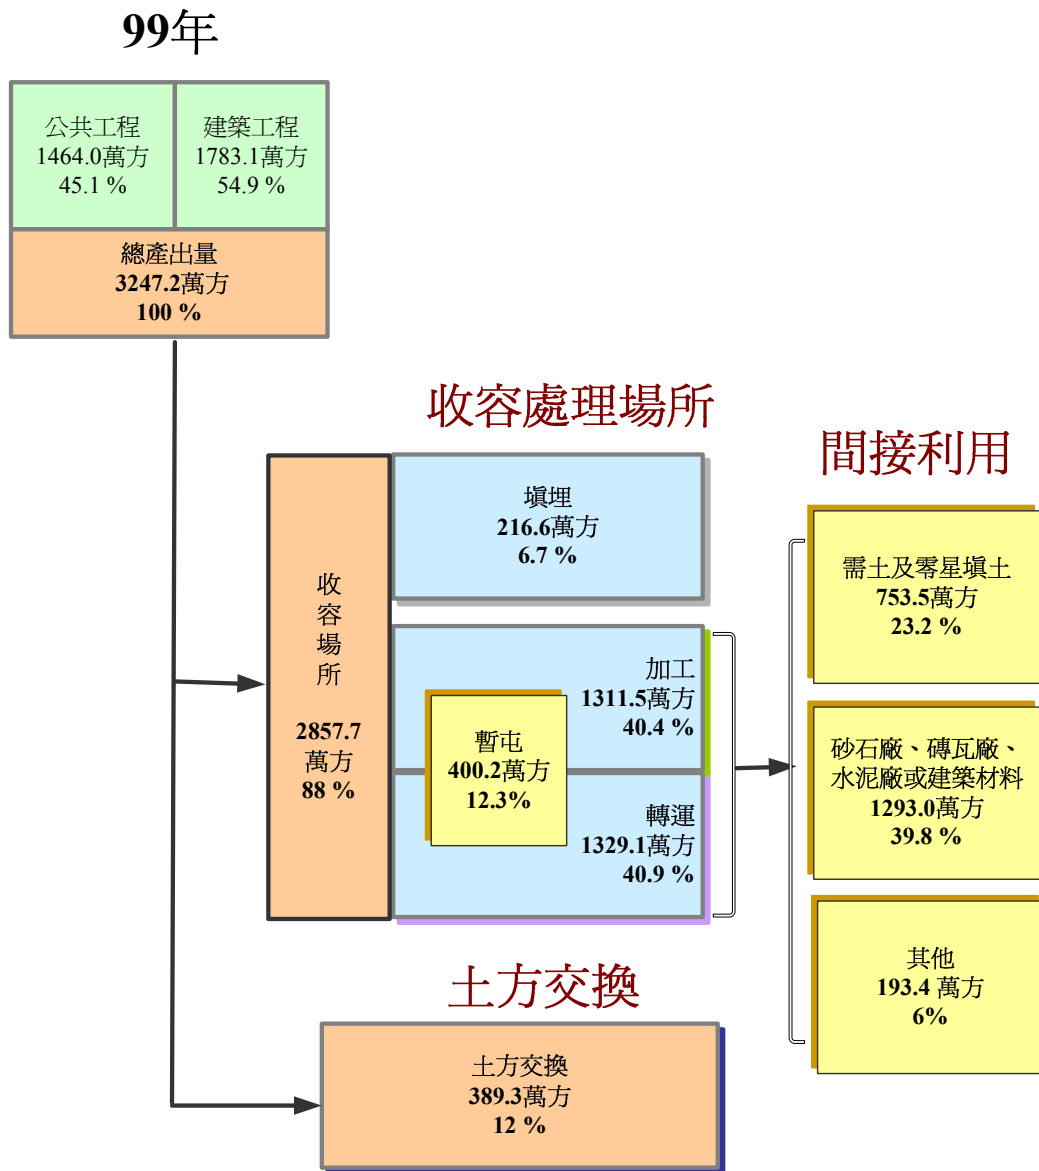 99年
公共工程
1464.0萬方
45.1 %
建築工程
1783.1萬方
54.9 %
總產出量
3247.2萬方
100 %
收容處理場所
收
容
場
所
2857.7
萬方
88 %
填埋
216.6萬方
6.7 %
加工
1311.5萬方
40.4 %
暫屯
400.2萬方
12.3%
轉運
1329.1萬方
40.9 %
間接利用
需土及零星填土
753.5萬方
23.2 %
砂石廠、磚瓦廠、
水泥廠或建築材料
1293.0萬方
39.8 %
其他
193.4 萬方
6%
土方交換
土方交換
389.3萬方
12 %